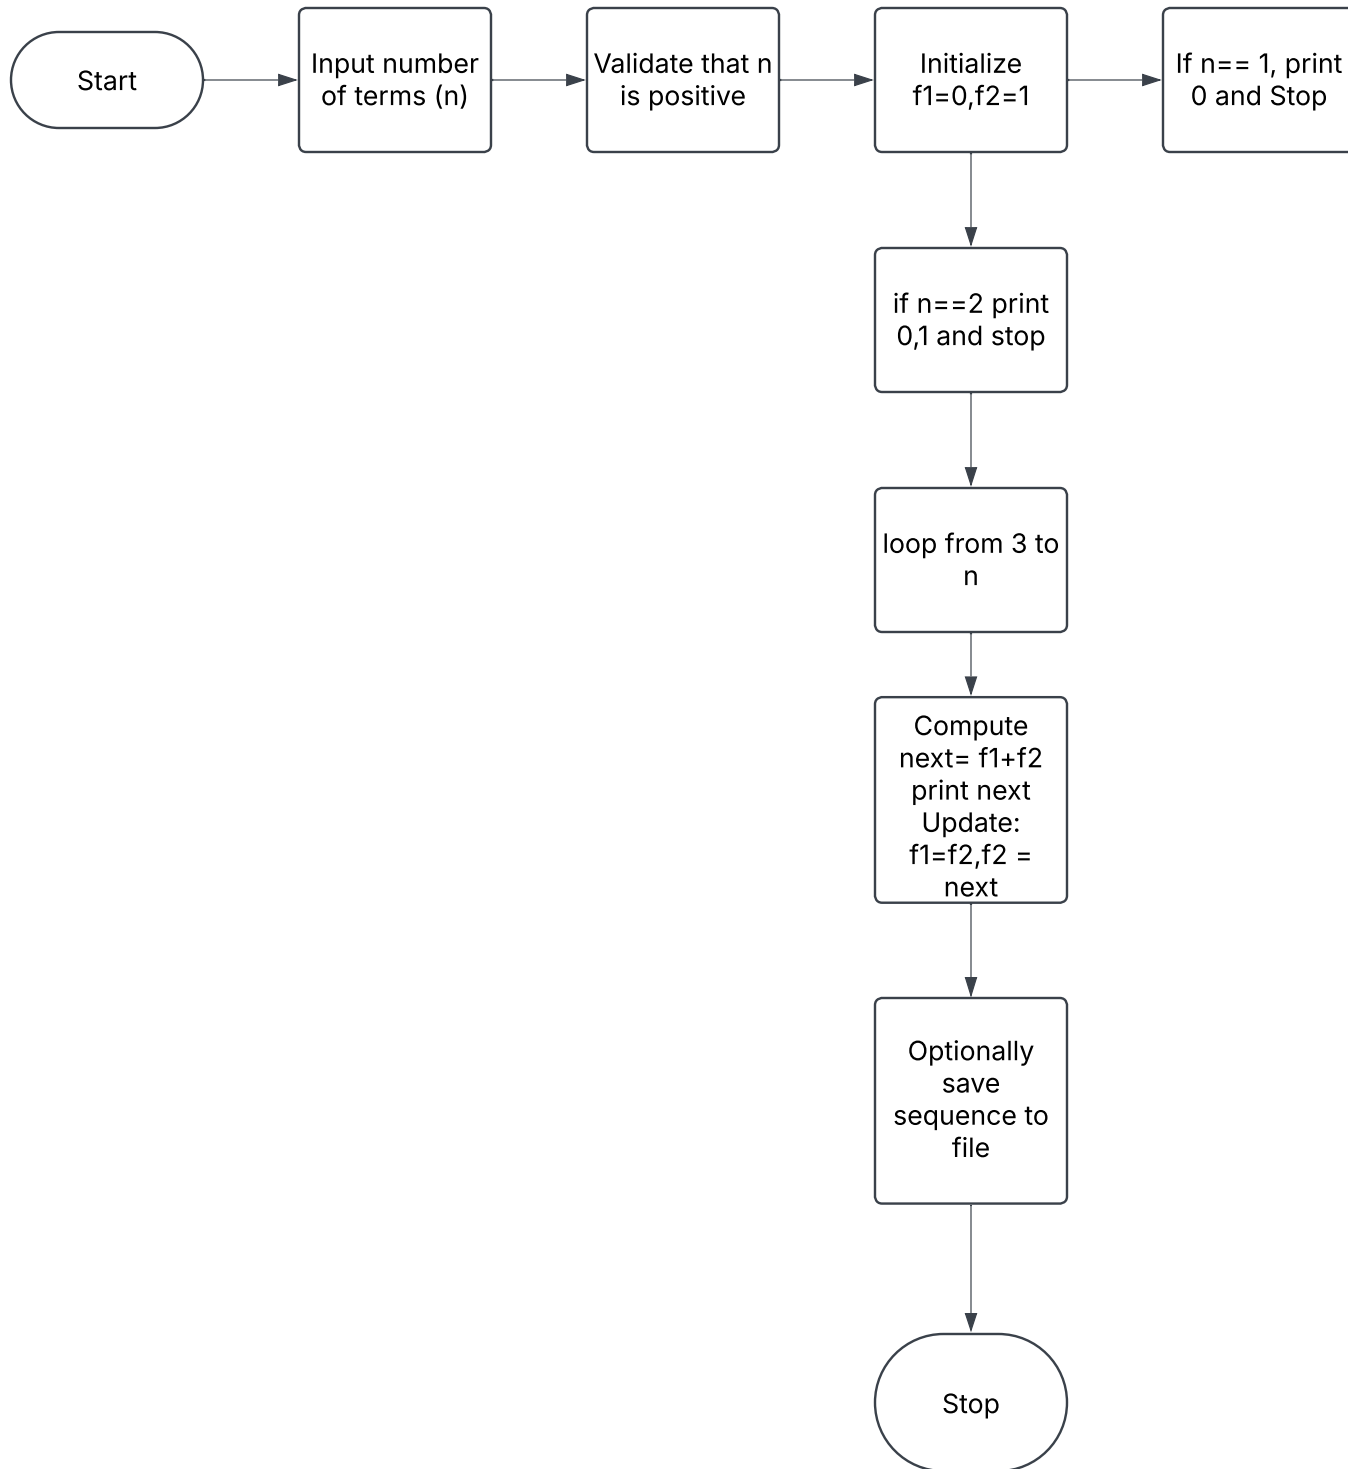 Start
Input number
of terms (n)
Validate that n
is positive
Initialize
f1=0,f2=1
If n== 1, print
0 and Stop
if n==2 print
0,1 and stop
loop from 3 to
n
Compute
next= f1+f2
print next
Update:
f1=f2,f2 =
next
Optionally
save
sequence to
file
Stop